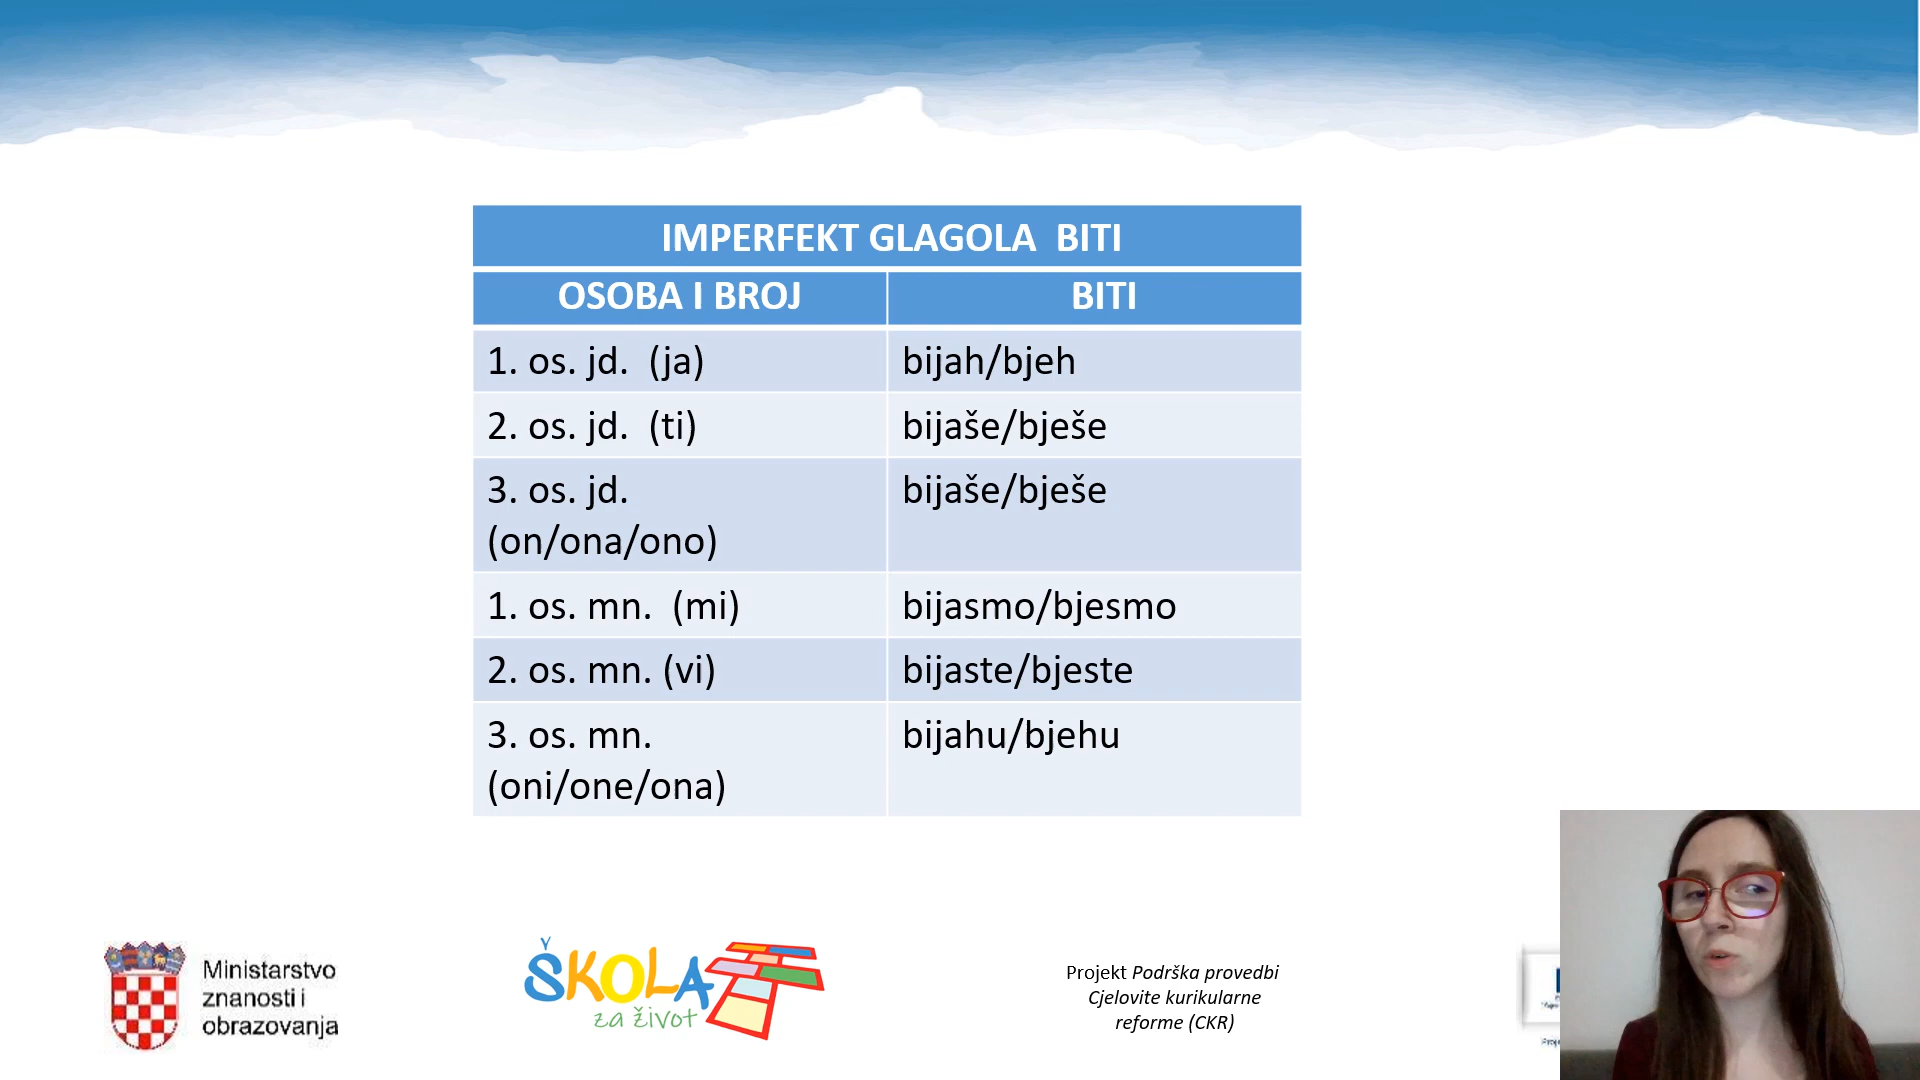 IMPERFEKT GLAGOLA BITI
OSOBA I BROJ
BITI
1. os. jd. (ja)
bijah/bjeh
2. os. jd. (ti)
bijaše/bješe
3. os. jd.
(on/ona/ono)
bijaše/bješe
1. os. mn. (mi)
bijasmo/bjesmo
2. os. mn. (vi)
bijaste/bjeste
3. os. mn.
(oni/one/ona)
bijahu/bjehu
Ministarstvo
znanosti i
obrazovanja
ŠKOLA
za život
Projekt Podrška provedbi
Cjelovite kurikularne
reforme (CKR)